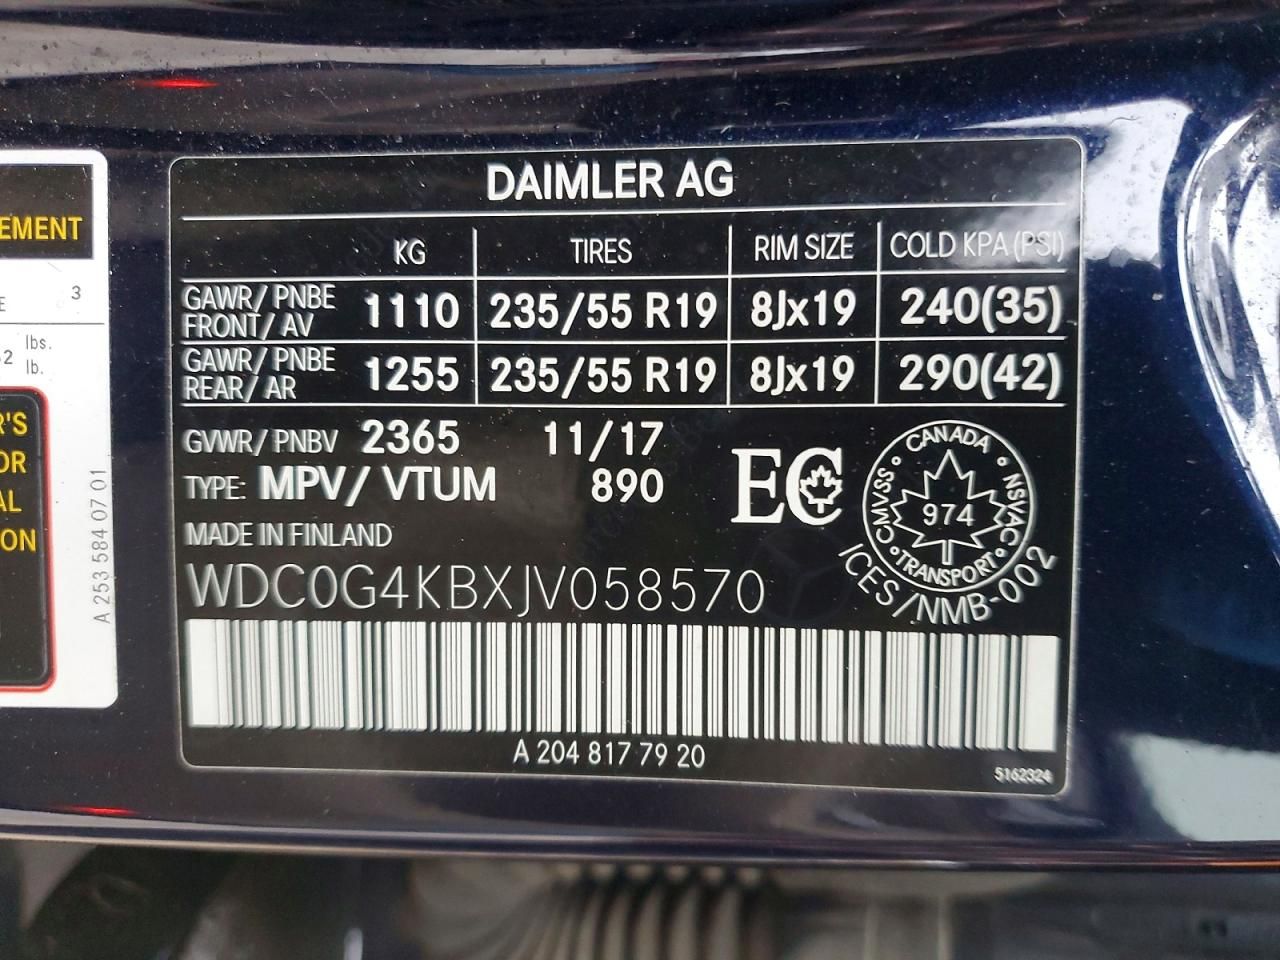 DAIMLER AG
KG TIRES RIM SIZE COLD KPA (PSI)
GAWR/ PNBE FRONT/ AV 1110 235/55 R19 8Jx19 240(35)
GAWR/ PNBE REAR/ AR 1255 235/55 R19 8Jx19 290(42)
GVWR/ PNBV 2365 11/17
TYPE: MPV/ VTUM 890
MADE IN FINLAND
WDC0G4KBXJV058570
A 204 817 79 20
5162324
EC
CANADA
CMVSS
NSVAC
974
TRANSPORT
ICES/NMB-002
EMENT
3
lbs.
lb.
R'S
OR
AL
ON
A 253 584 07 01